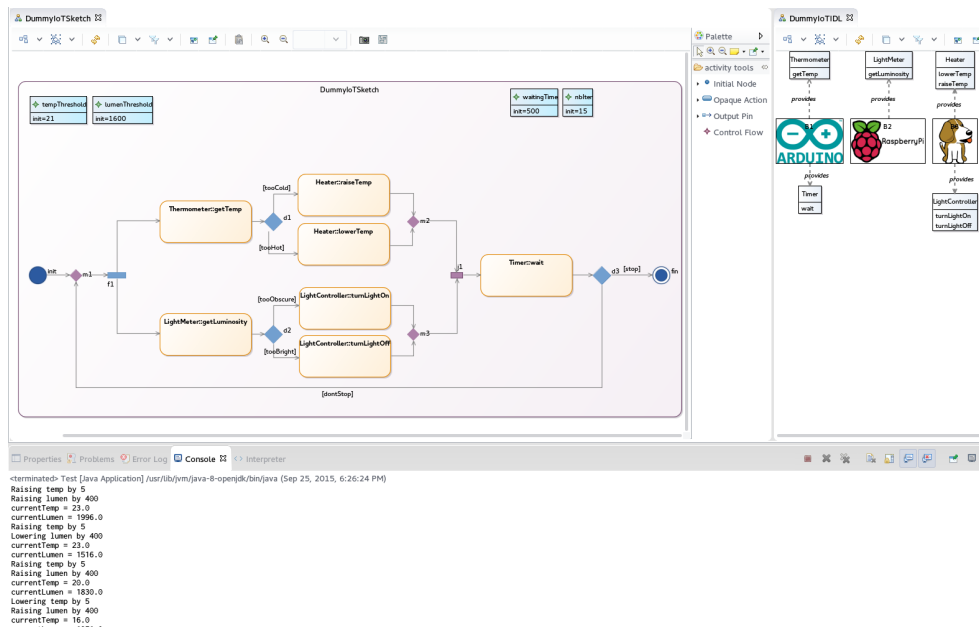 DummyIoTSketch
DummyIoTIDL
Palette
activity tools
Initial Node
Opaque Action
Output Pin
Control Flow
DummyIoTSketch
tempThreshold
init=21
lumenThreshold
init=1600
waitingTime
init=500
nbIter
init=15
[tooCold]
Heater::raiseTemp
Thermometer::getTemp
d1
m2
Heater::lowerTemp
[tooHot]
init
m1
f1
j1
Timer::wait
d3
[stop]
fin
[tooObscure]
LightController::turnLightOn
LightMeter::getLuminosity
d2
m3
LightController::turnLightOff
[tooBright]
[dontStop]
Thermometer
getTemp
LightMeter
getLuminosity
Heater
lowerTemp
raiseTemp
provides
provides
provides
B1
ARDUINO
B2
RaspberryPi
provides
provides
Timer
wait
LightController
turnLightOn
turnLightOff
Properties
Problems
Error Log
Console
Interpreter
<terminated> Test [Java Application] /usr/lib/jvm/java-8-openjdk/bin/java (Sep 25, 2015, 6:26:24 PM)
Raising temp by 5
Raising lumen by 400
currentTemp = 23.0
currentLumen = 1996.0
Raising temp by 5
Lowering lumen by 400
currentTemp = 23.0
currentLumen = 1516.0
Raising temp by 5
Raising lumen by 400
currentTemp = 20.0
currentLumen = 1830.0
Lowering temp by 5
Raising lumen by 400
currentTemp = 16.0